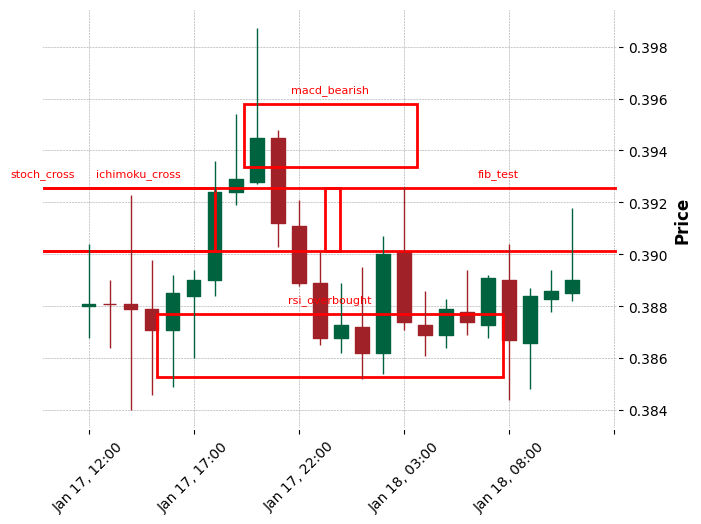 0.398
macd_bearish
0.396
0.394
stoch_cross ichimoku_cross fib_test
0.392
Price
0.390
rsi_overbought
0.388
0.386
0.384
Jan 17, 12:00
Jan 17, 17:00
Jan 17, 22:00
Jan 18, 03:00
Jan 18, 08:00